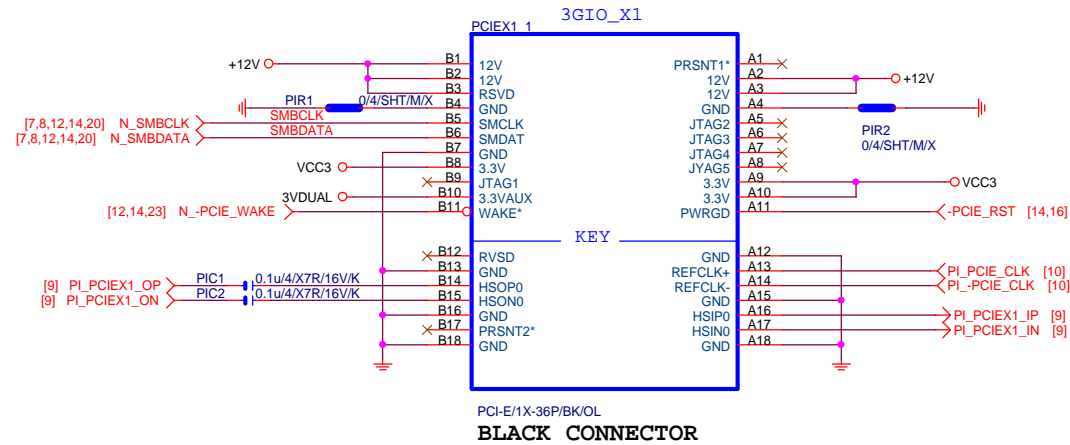 3GIO_X1
PCIEX1_1
+12V B1 12V PRSNT1* A1
B2 12V 12V A2 +12V
B3 RSVD 12V A3
PIR1 0/4/SHT/M/X B4 GND GND A4
[7,8,12,14,20] N_SMBCLK SMBCLK B5 SMCLK JTAG2 A5
[7,8,12,14,20] N_SMBDATA SMBDATA B6 SMDAT JTAG3 A6 PIR2
B7 GND JTAG4 A7 0/4/SHT/M/X
VCC3 B8 3.3V JYAG5 A8
B9 JTAG1 3.3V A9 VCC3
3VDUAL B10 3.3VAUX 3.3V A10
[12,14,23] N_-PCIE_WAKE B11 WAKE* PWRGD A11 -PCIE_RST [14,16]
KEY
B12 RVSD GND A12
B13 GND REFCLK+ A13 PI_PCIE_CLK [10]
[9] PI_PCIEX1_OP PIC1 0.1u/4/X7R/16V/K B14 HSOP0 REFCLK- A14 PI_-PCIE_CLK [10]
[9] PI_PCIEX1_ON PIC2 0.1u/4/X7R/16V/K B15 HSON0 GND A15
B16 GND HSIP0 A16 PI_PCIEX1_IP [9]
B17 PRSNT2* HSIN0 A17 PI_PCIEX1_IN [9]
B18 GND GND A18
PCI-E/1X-36P/BK/OL
BLACK CONNECTOR